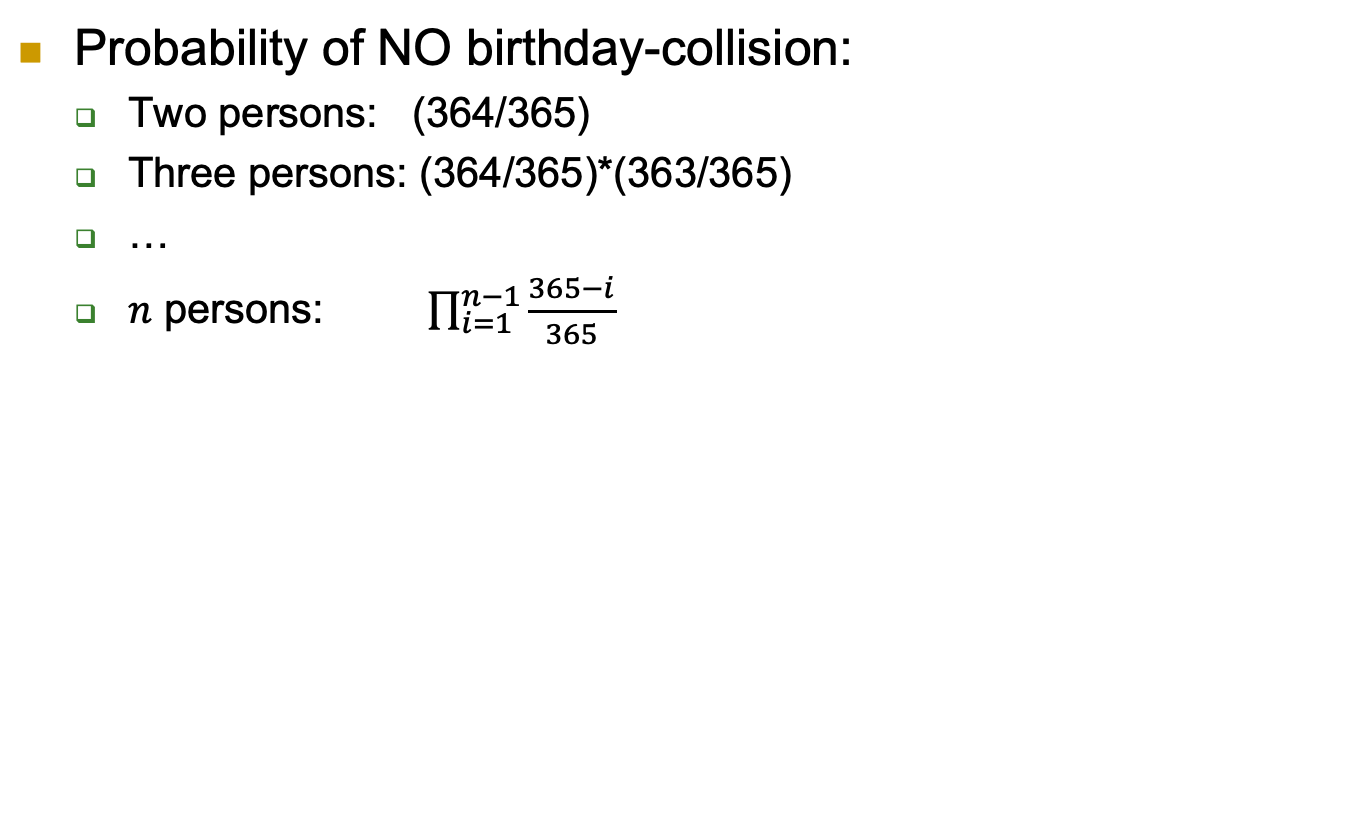 Probability of NO birthday-collision:
Two persons: (364/365)
Three persons: (364/365)*(363/365)
…
𝑛 persons: ∏_{𝑖=1}^{𝑛−1} \frac{365−𝑖}{365}